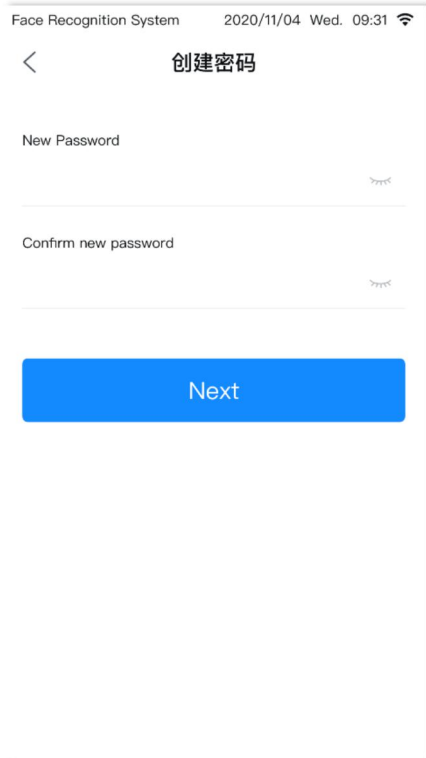 Face Recognition System 2020/11/04 Wed. 09:31
创建密码
New Password
Confirm new password
Next